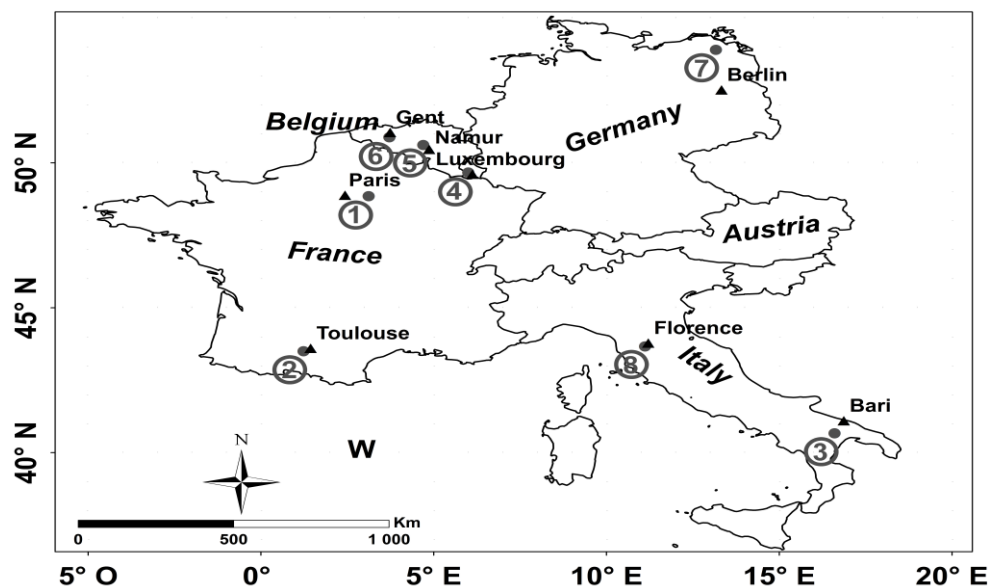 7
Berlin
Belgium
Gent
Germany
Namur
50° N
6
5
Luxembourg
Paris
4
1
Austria
France
45° N
Toulouse
Florence
2
8
Italy
Bari
W
40° N
3
N
Km
0
500
1 000
5° O
0°
5° E
10° E
15° E
20° E